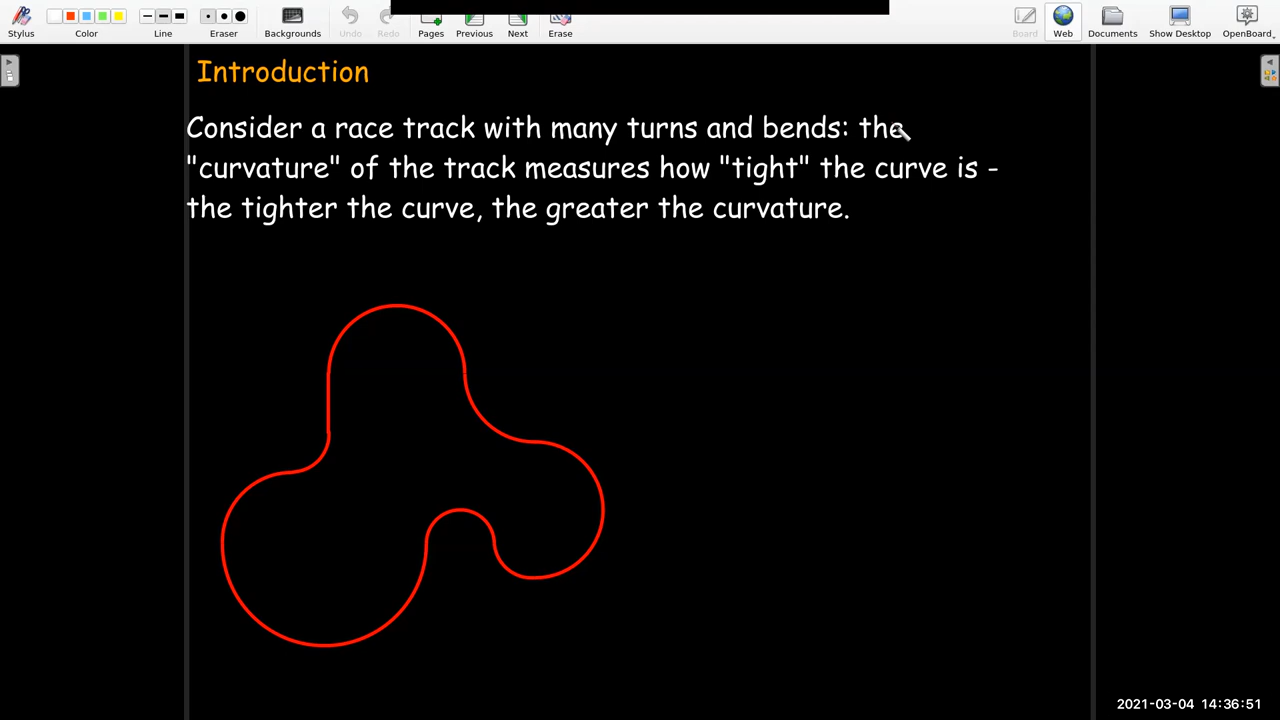 Stylus Color Line Eraser Backgrounds Undo Redo Pages Previous Next Erase Board Web Documents Show Desktop OpenBoard
Introduction
Consider a race track with many turns and bends: the
"curvature" of the track measures how "tight" the curve is -
the tighter the curve, the greater the curvature.
2021-03-04 14:36:51